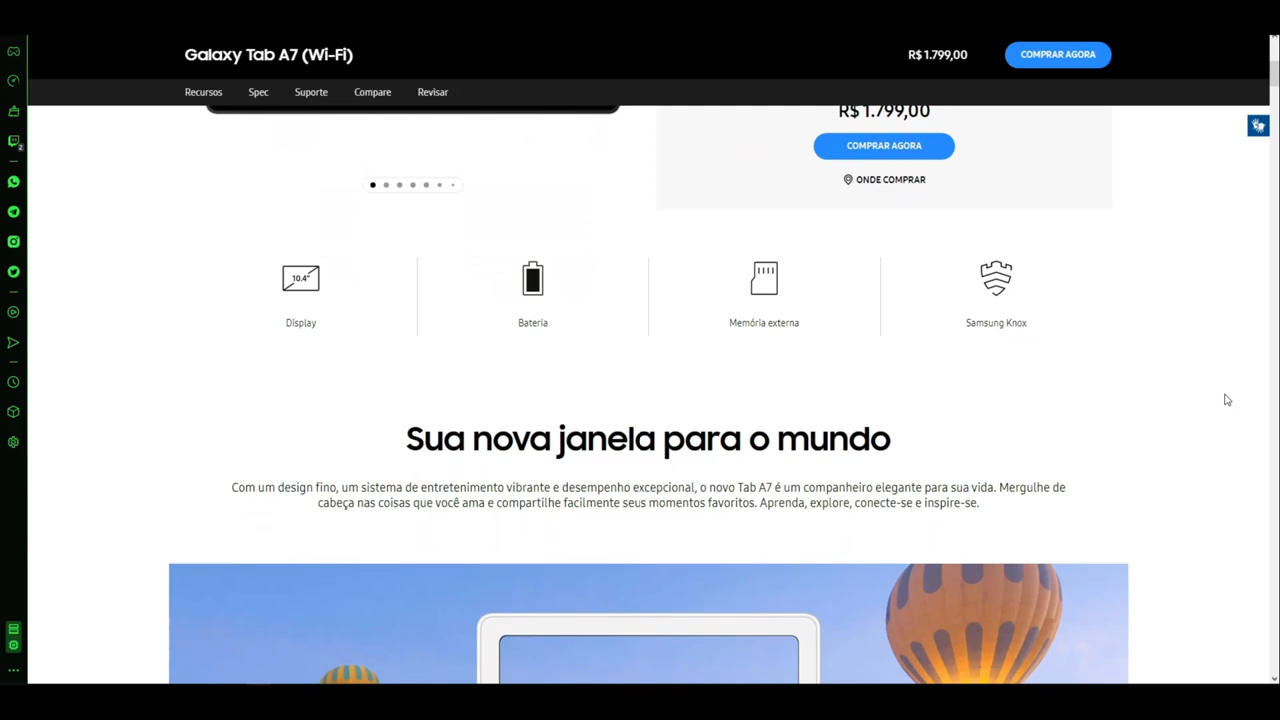 Galaxy Tab A7 (Wi-Fi)
R$ 1.799,00
COMPRAR AGORA
Recursos
Spec
Suporte
Compare
Revisar
R$ 1.799,00
COMPRAR AGORA
ONDE COMPRAR
10.4"
Display
Bateria
Memória externa
Samsung Knox
Sua nova janela para o mundo
Com um design fino, um sistema de entretenimento vibrante e desempenho excepcional, o novo Tab A7 é um companheiro elegante para sua vida. Mergulhe de
cabeça nas coisas que você ama e compartilhe facilmente seus momentos favoritos. Aprenda, explore, conecte-se e inspire-se.